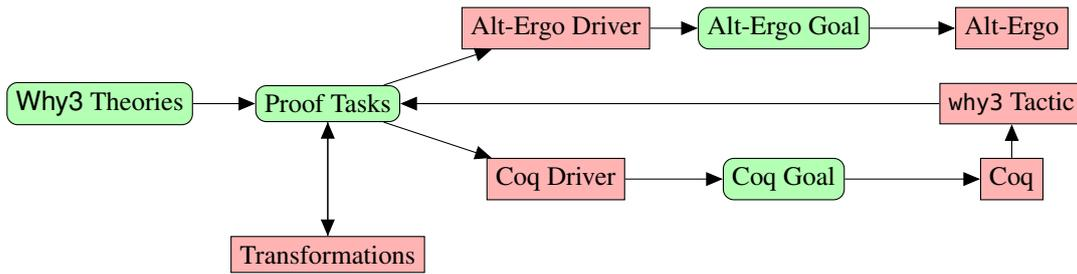 Alt-Ergo Driver
Alt-Ergo Goal
Alt-Ergo
Why3 Theories
Proof Tasks
why3 Tactic
Coq Driver
Coq Goal
Coq
Transformations